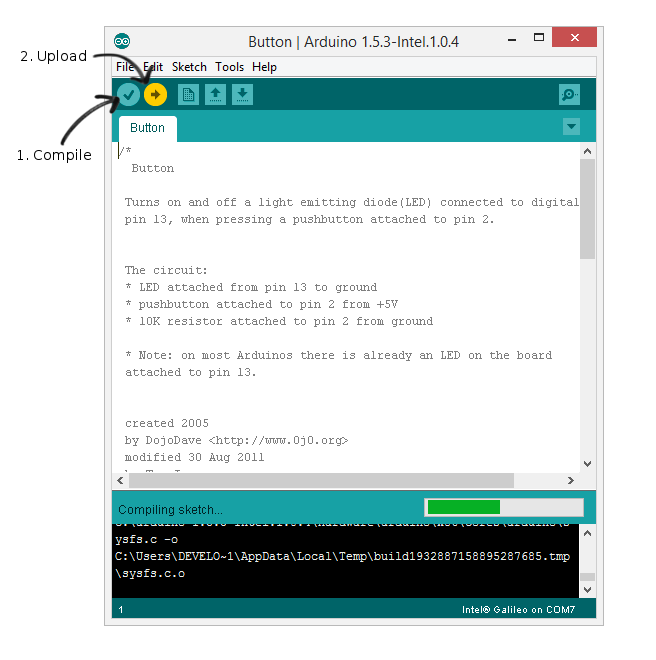 Button | Arduino 1.5.3-Intel.1.0.4
2. Upload
File Edit Sketch Tools Help
1. Compile
Button
/*
Button
Turns on and off a light emitting diode(LED) connected to digital
pin 13, when pressing a pushbutton attached to pin 2.
The circuit:
* LED attached from pin 13 to ground
* pushbutton attached to pin 2 from +5V
* 10K resistor attached to pin 2 from ground
* Note: on most Arduinos there is already an LED on the board
attached to pin 13.
created 2005
by DojoDave <http://www.0j0.org>
modified 30 Aug 2011
Compiling sketch...
ysfs.c -o
C:\Users\DEVELO~1\AppData\Local\Temp\build1932887158895287685.tmp
\sysfs.c.o
1
Intel® Galileo on COM7